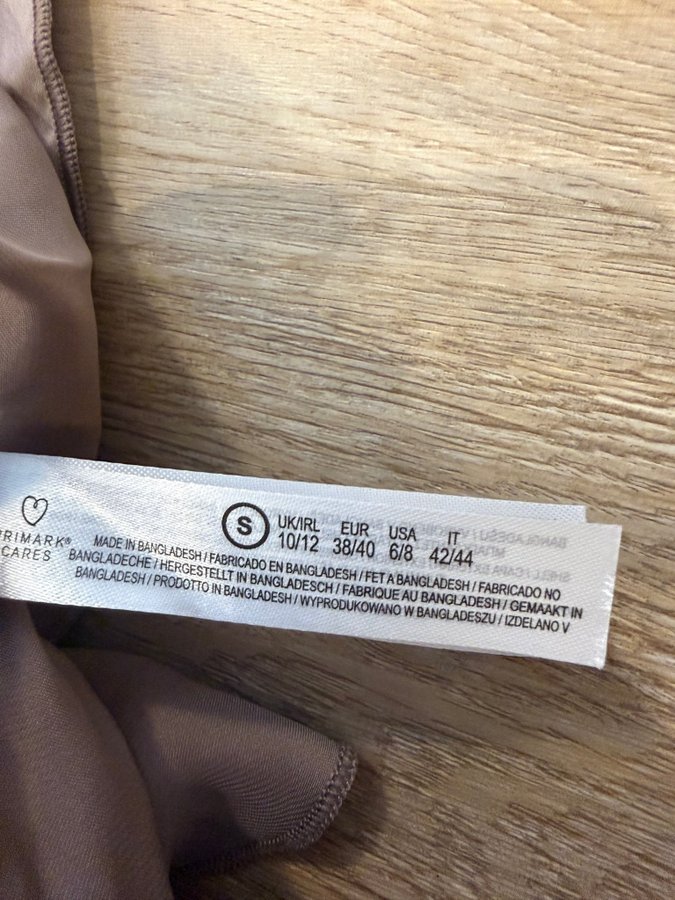 RIMARK®
CARES
S
UK/IRL EUR USA IT
10/12 38/40 6/8 42/44
MADE IN BANGLADESH / FABRICADO EN BANGLADESH / FET A BANGLADESH / FABRICADO NO
BANGLADECHE / HERGESTELLT IN BANGLADESCH / FABRIQUE AU BANGLADESH / GEMAAKT IN
BANGLADESH / PRODOTTO IN BANGLADESH / WYPRODUKOWANO W BANGLADESZU / IZDELANO V